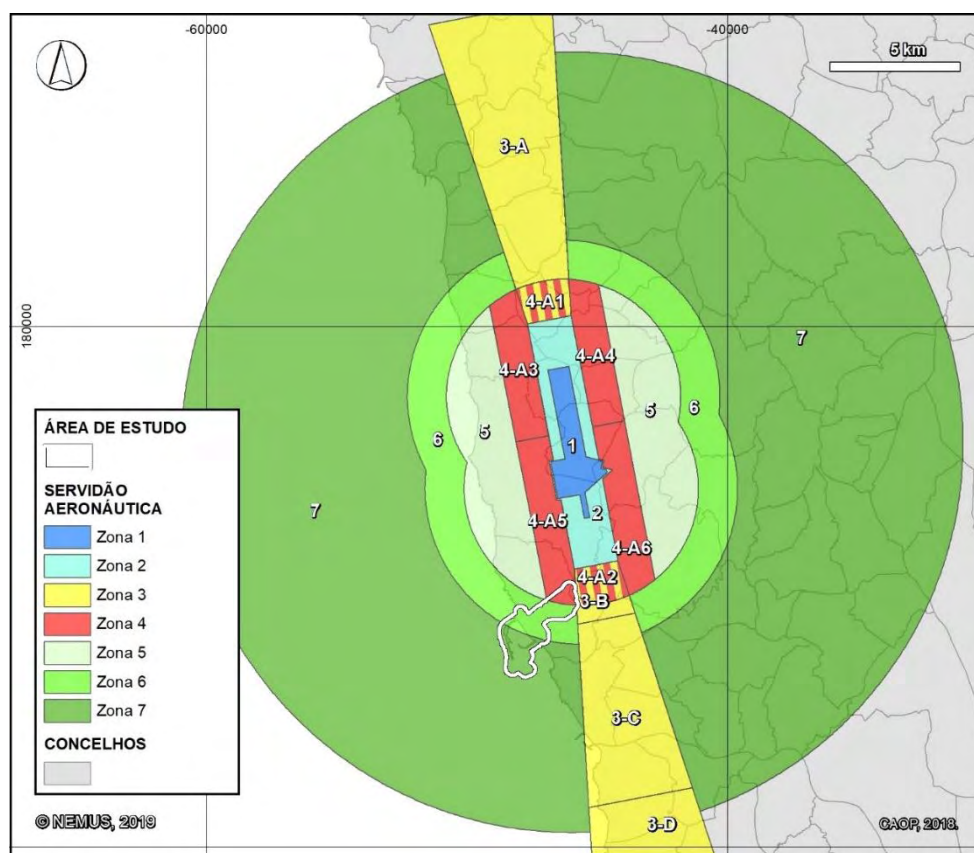 -60000
-40000
5 km
3-A
180000
4-A1
4-A3
4-A4
7
5
5
6
6
1
7
2
4-A5
4-A6
4-A2
3-B
3-C
3-D
ÁREA DE ESTUDO
SERVIDÃO
AERONÁUTICA
Zona 1
Zona 2
Zona 3
Zona 4
Zona 5
Zona 6
Zona 7
CONCELHOS
© NEMUS, 2019
CAOP, 2018.